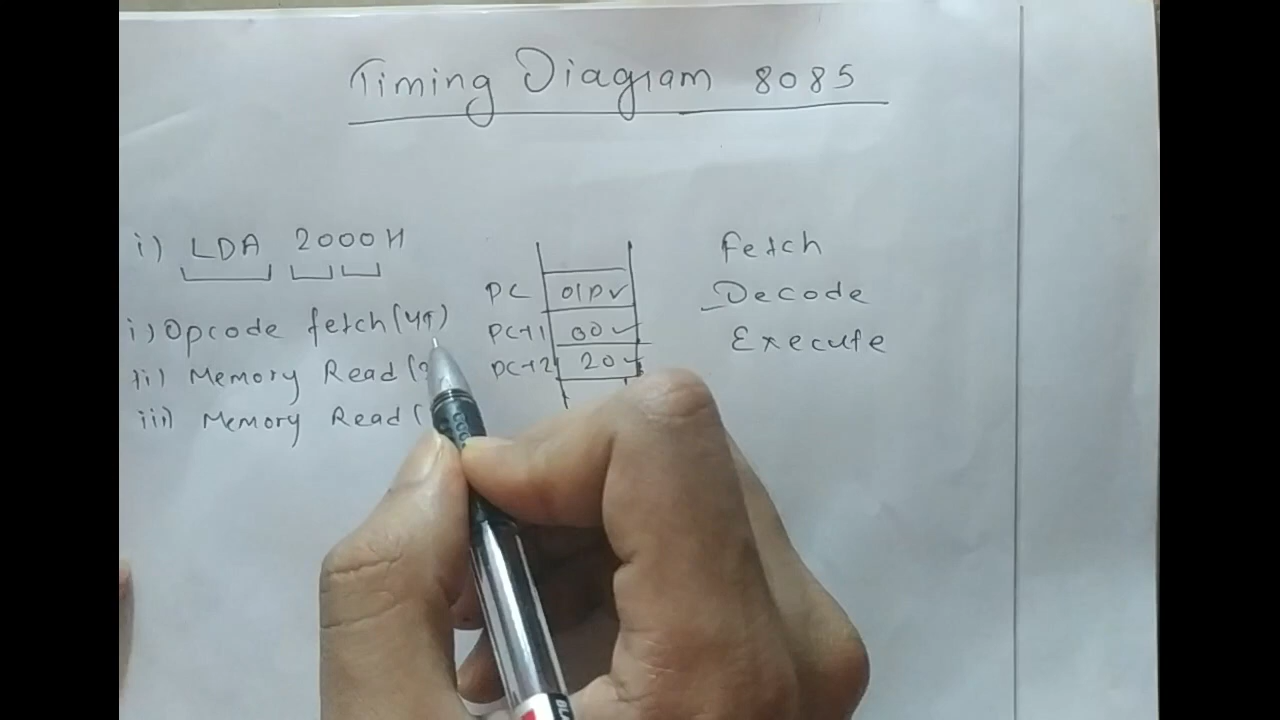 Timing Diagram 8085
i) LDA 2000H
i) Opcode fetch (4T)
ii) Memory Read (
iii) Memory Read (
PC O/P
PC+1 00
PC+2 20
Fetch
Decode
Execute